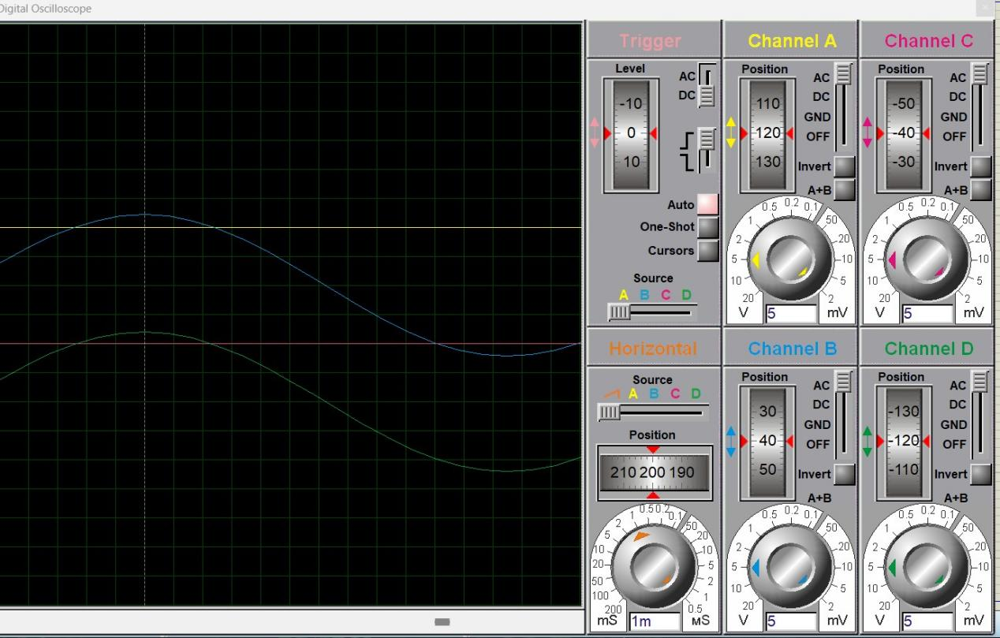 Digital Oscilloscope
Trigger
Level
-10
0
10
AC
DC
Auto
One-Shot
Cursors
Source
A B C D
Channel A
Position
110
120
130
AC
DC
GND
OFF
Invert
A+B
20 10 5 2 1 0.5 0.2 0.1 50 20 10 5 2
V 5 mV
Channel C
Position
-50
-40
-30
AC
DC
GND
OFF
Invert
A+B
20 10 5 2 1 0.5 0.2 0.1 50 20 10 5 2
V 5 mV
Horizontal
Source
A B C D
Position
210 200 190
200 100 50 20 10 5 2 1 0.5 0.2 0.1 50 20 10 5 2 1 0.5
mS 1m мS
Channel B
Position
30
40
50
AC
DC
GND
OFF
Invert
A+B
20 10 5 2 1 0.5 0.2 0.1 50 20 10 5 2
V 5 mV
Channel D
Position
-130
-120
-110
AC
DC
GND
OFF
Invert
A+B
20 10 5 2 1 0.5 0.2 0.1 50 20 10 5 2
V 5 mV